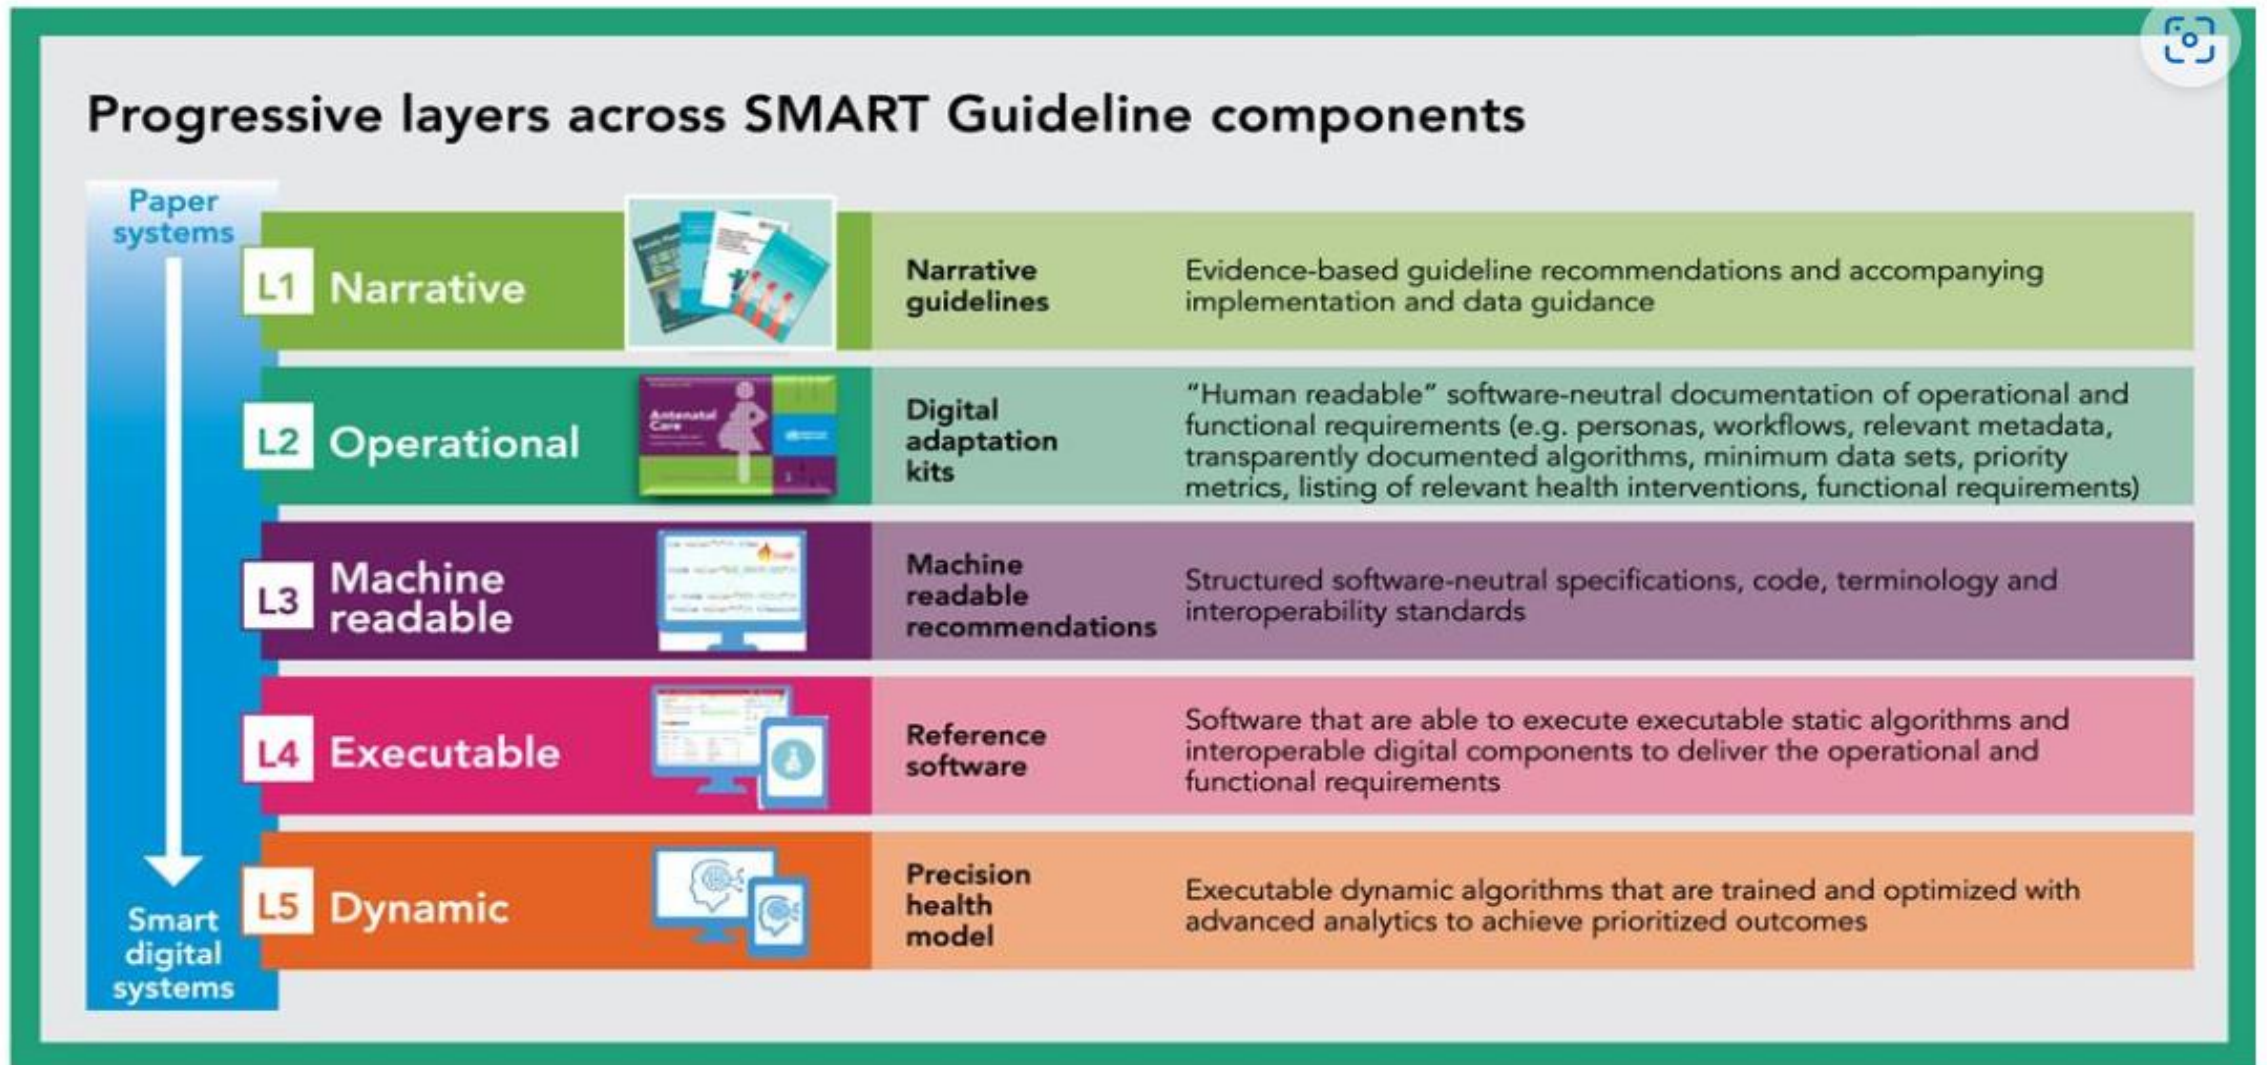 Progressive layers across SMART Guideline components
Paper
systems
L1
Narrative
Narrative
guidelines
Evidence-based guideline recommendations and accompanying
implementation and data guidance
L2
Operational
Antenatal
Care
Digital
adaptation
kits
“Human readable” software-neutral documentation of operational and
functional requirements (e.g. personas, workflows, relevant metadata,
transparently documented algorithms, minimum data sets, priority
metrics, listing of relevant health interventions, functional requirements)
L3
Machine
readable
Machine
readable
recommendations
Structured software-neutral specifications, code, terminology and
interoperability standards
L4
Executable
Reference
software
Software that are able to execute executable static algorithms and
interoperable digital components to deliver the operational and
functional requirements
L5
Dynamic
Precision
health
model
Executable dynamic algorithms that are trained and optimized with
advanced analytics to achieve prioritized outcomes
Smart
digital
systems